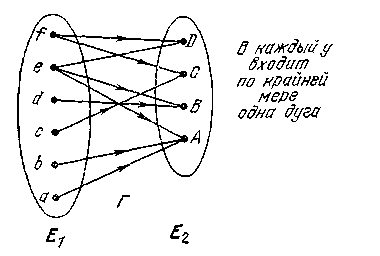 f
e
d
c
b
a
D
C
B
A
Г
E₁
E₂
В каждый у
входит
по крайней
мере
одна дуга